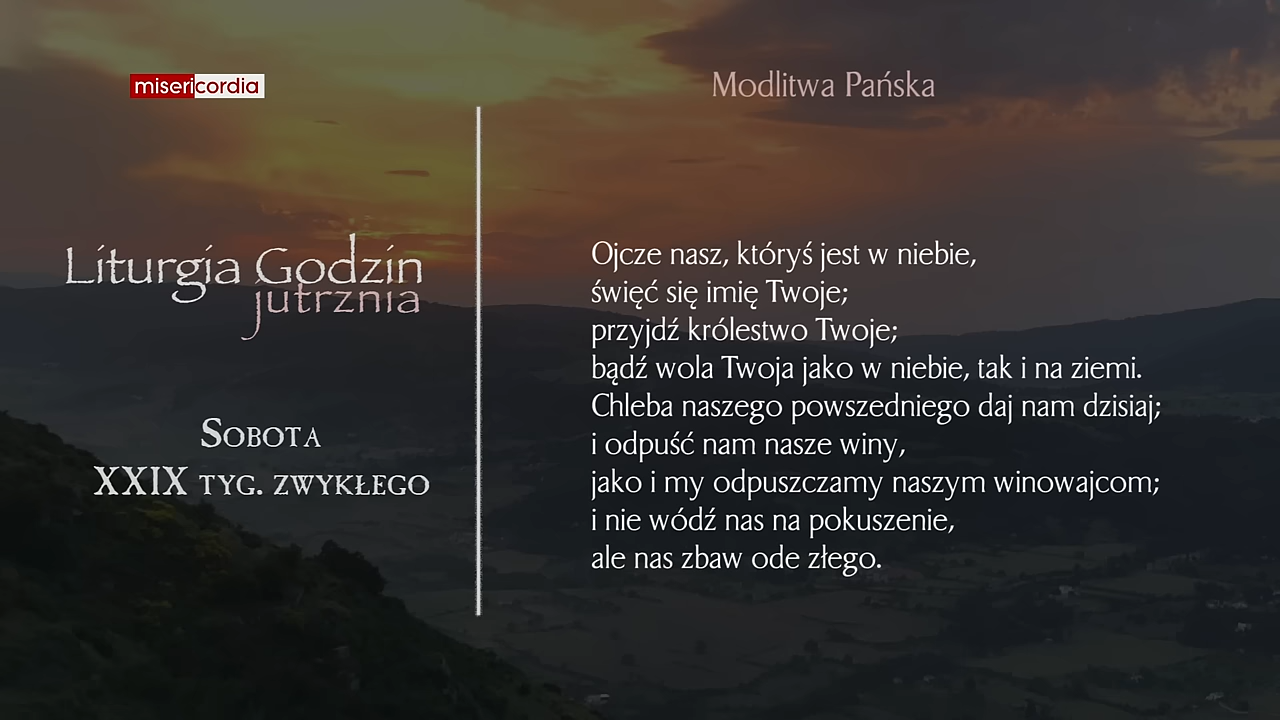 misericordia
Liturgia Godzin
jutrznia
Sobota
XXIX tyg. zwykłego
Modlitwa Pańska
Ojcze nasz, któryś jest w niebie,
święć się imię Twoje;
przyjdź królestwo Twoje;
bądź wola Twoja jako w niebie, tak i na ziemi.
Chleba naszego powszedniego daj nam dzisiaj;
i odpuść nam nasze winy,
jako i my odpuszczamy naszym winowajcom;
i nie wódź nas na pokuszenie,
ale nas zbaw ode złego.